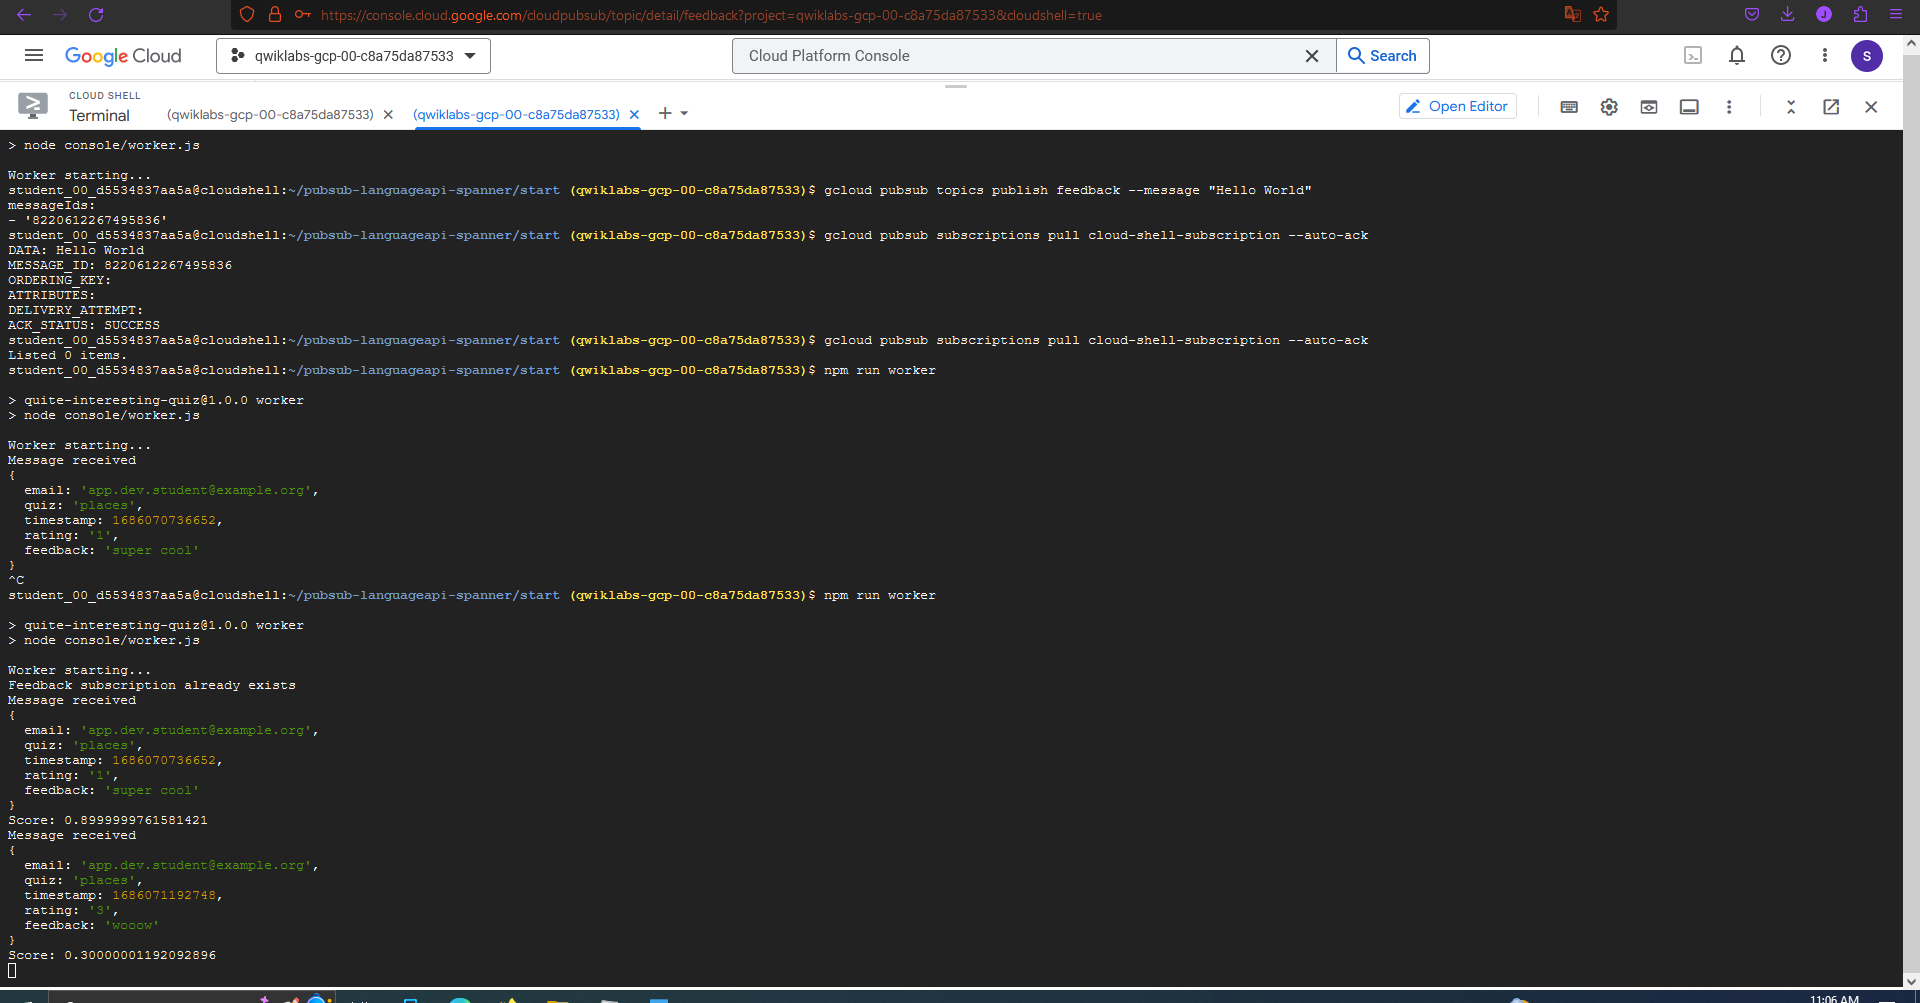 https://console.cloud.google.com/cloudpubsub/topic/detail/feedback?project=qwiklabs-gcp-00-c8a75da87533&cloudshell=true
J
Google Cloud
qwiklabs-gcp-00-c8a75da87533
Cloud Platform Console
Search
S
CLOUD SHELL
Terminal
(qwiklabs-gcp-00-c8a75da87533)
(qwiklabs-gcp-00-c8a75da87533)
Open Editor
> node console/worker.js
Worker starting...
student_00_d5534837aa5a@cloudshell:~/pubsub-languageapi-spanner/start (qwiklabs-gcp-00-c8a75da87533)$ gcloud pubsub topics publish feedback --message "Hello World"
messageIds:
- '8220612267495836'
student_00_d5534837aa5a@cloudshell:~/pubsub-languageapi-spanner/start (qwiklabs-gcp-00-c8a75da87533)$ gcloud pubsub subscriptions pull cloud-shell-subscription --auto-ack
DATA: Hello World
MESSAGE_ID: 8220612267495836
ORDERING_KEY:
ATTRIBUTES:
DELIVERY_ATTEMPT:
ACK_STATUS: SUCCESS
student_00_d5534837aa5a@cloudshell:~/pubsub-languageapi-spanner/start (qwiklabs-gcp-00-c8a75da87533)$ gcloud pubsub subscriptions pull cloud-shell-subscription --auto-ack
Listed 0 items.
student_00_d5534837aa5a@cloudshell:~/pubsub-languageapi-spanner/start (qwiklabs-gcp-00-c8a75da87533)$ npm run worker
> quite-interesting-quiz@1.0.0 worker
> node console/worker.js
Worker starting...
Message received
{
email: 'app.dev.student@example.org',
quiz: 'places',
timestamp: 1686070736652,
rating: '1',
feedback: 'super cool'
}
^C
student_00_d5534837aa5a@cloudshell:~/pubsub-languageapi-spanner/start (qwiklabs-gcp-00-c8a75da87533)$ npm run worker
> quite-interesting-quiz@1.0.0 worker
> node console/worker.js
Worker starting...
Feedback subscription already exists
Message received
{
email: 'app.dev.student@example.org',
quiz: 'places',
timestamp: 1686070736652,
rating: '1',
feedback: 'super cool'
}
Score: 0.8999999761581421
Message received
{
email: 'app.dev.student@example.org',
quiz: 'places',
timestamp: 1686071192748,
rating: '3',
feedback: 'wooow'
}
Score: 0.30000001192092896
11:06 AM